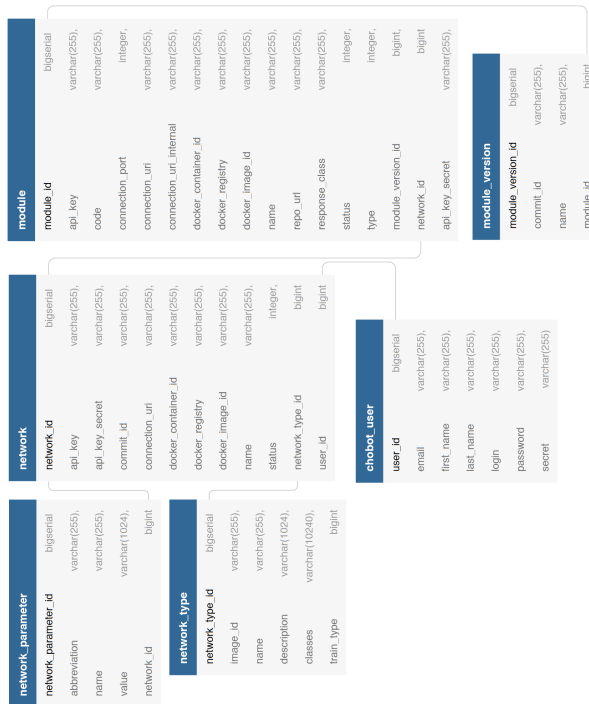 module
module_id bigserial
api_key varchar(255),
code varchar(255),
connection_port integer,
connection_uri varchar(255),
connection_uri_internal varchar(255),
docker_container_id varchar(255),
docker_registry varchar(255),
docker_image_id varchar(255),
name varchar(255),
repo_url varchar(255),
response_class varchar(255),
status integer,
type integer,
module_version_id bigint,
network_id bigint
api_key_secret varchar(255),
module_version
module_version_id bigserial
commit_id varchar(255),
name varchar(255),
module_id bigint
network
network_id bigserial
api_key varchar(255),
api_key_secret varchar(255),
commit_id varchar(255),
connection_uri varchar(255),
docker_container_id varchar(255),
docker_registry varchar(255),
docker_image_id varchar(255),
name varchar(255),
status integer,
network_type_id bigint
user_id bigint
chobot_user
user_id bigserial
email varchar(255),
first_name varchar(255),
last_name varchar(255),
login varchar(255),
password varchar(255),
secret varchar(255)
network_parameter
network_parameter_id bigserial
abbreviation varchar(255),
name varchar(255),
value varchar(1024),
network_id bigint
network_type
network_type_id bigserial
image_id varchar(255),
name varchar(255),
description varchar(1024),
classes varchar(10240),
train_type bigint